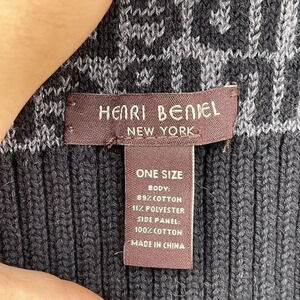 HENRI BENDEL
NEW YORK
ONE SIZE
BODY:
89% COTTON
11% POLYESTER
SIDE PANEL:
100% COTTON
MADE IN CHINA